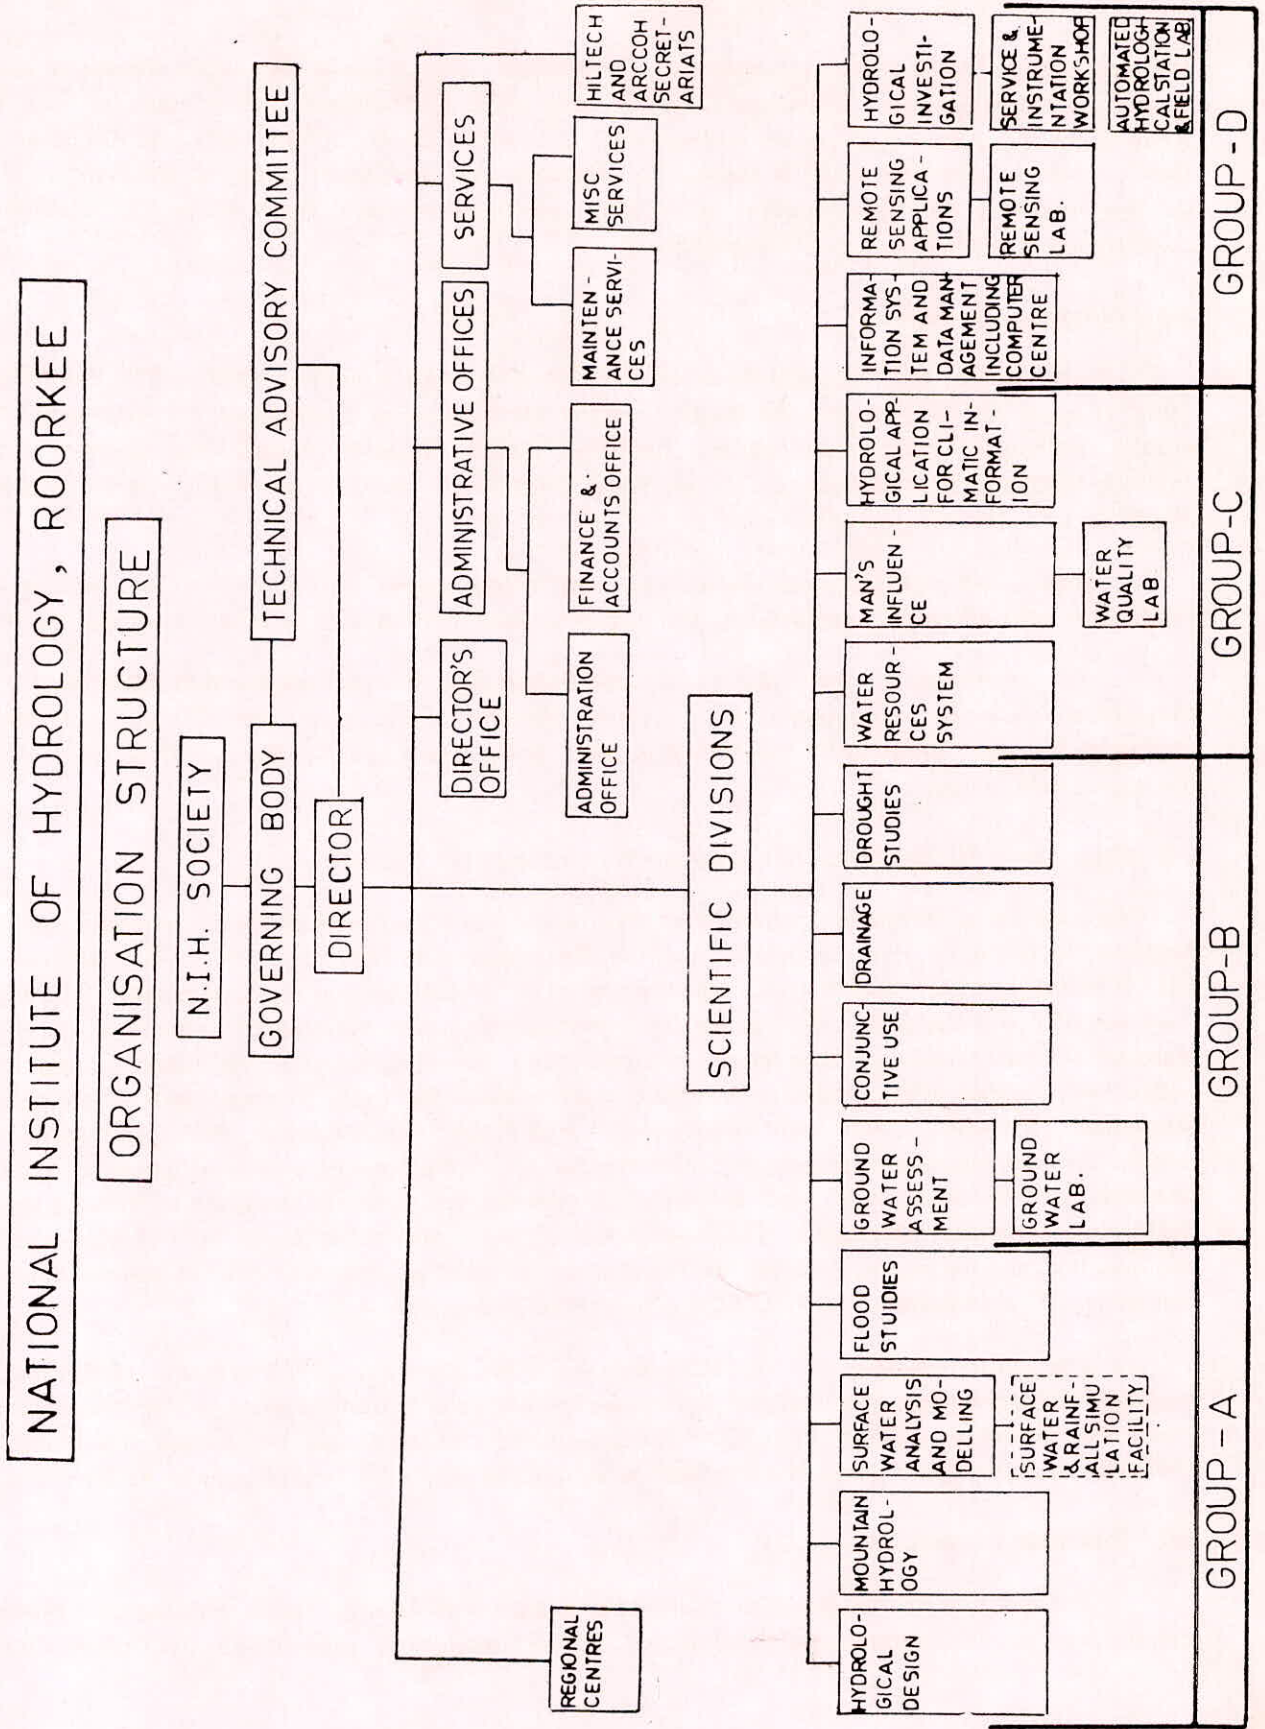 NATIONAL INSTITUTE OF HYDROLOGY, ROORKEE
ORGANISATION STRUCTURE
N.I.H. SOCIETY
GOVERNING BODY
TECHNICAL ADVISORY COMMITTEE
DIRECTOR
DIRECTOR'S
OFFICE
ADMINISTRATIVE OFFICES
SERVICES
REGIONAL
CENTRES
ADMINISTRATION
OFFICE
FINANCE &
ACCOUNTS OFFICE
MAINTEN-
ANCE SERVI-
CES
MISC
SERVICES
HILTECH
AND
ARCCOH
SECRET-
ARIATS
SCIENTIFIC DIVISIONS
HYDROLO-
GICAL
DESIGN
MOUNTAIN
HYDROL-
OGY
SURFACE
WATER
ANALYSIS
AND MO-
DELLING
FLOOD
STUIDIES
GROUND
WATER
ASSESS-
MENT
CONJUNC-
TIVE USE
DRAINAGE
DROUGHT
STUDIES
WATER
RESOUR-
CES
SYSTEM
MAN'S
INFLUEN-
CE
HYDROLO-
GICAL APP-
LICATION
FOR CLI-
MATIC IN-
FORMAT-
ION
INFORMA-
TION SYS-
TEM AND
DATA MAN-
AGEMENT
INCLUDING
COMPUTER
CENTRE
REMOTE
SENSING
APPLICA-
TIONS
HYDROLO-
GICAL
INVESTI-
GATION
SURFACE
WATER
& RAINF-
ALL SIMU
LATION
FACILITY
GROUND
WATER
LAB.
WATER
QUALITY
LAB
REMOTE
SENSING
LAB.
SERVICE &
INSTRUME-
NTATION
WORKSHOP
AUTOMATED
HYDROLOGI-
CAL STATION
& FIELD LAB
GROUP - A
GROUP-B
GROUP-C
GROUP - D